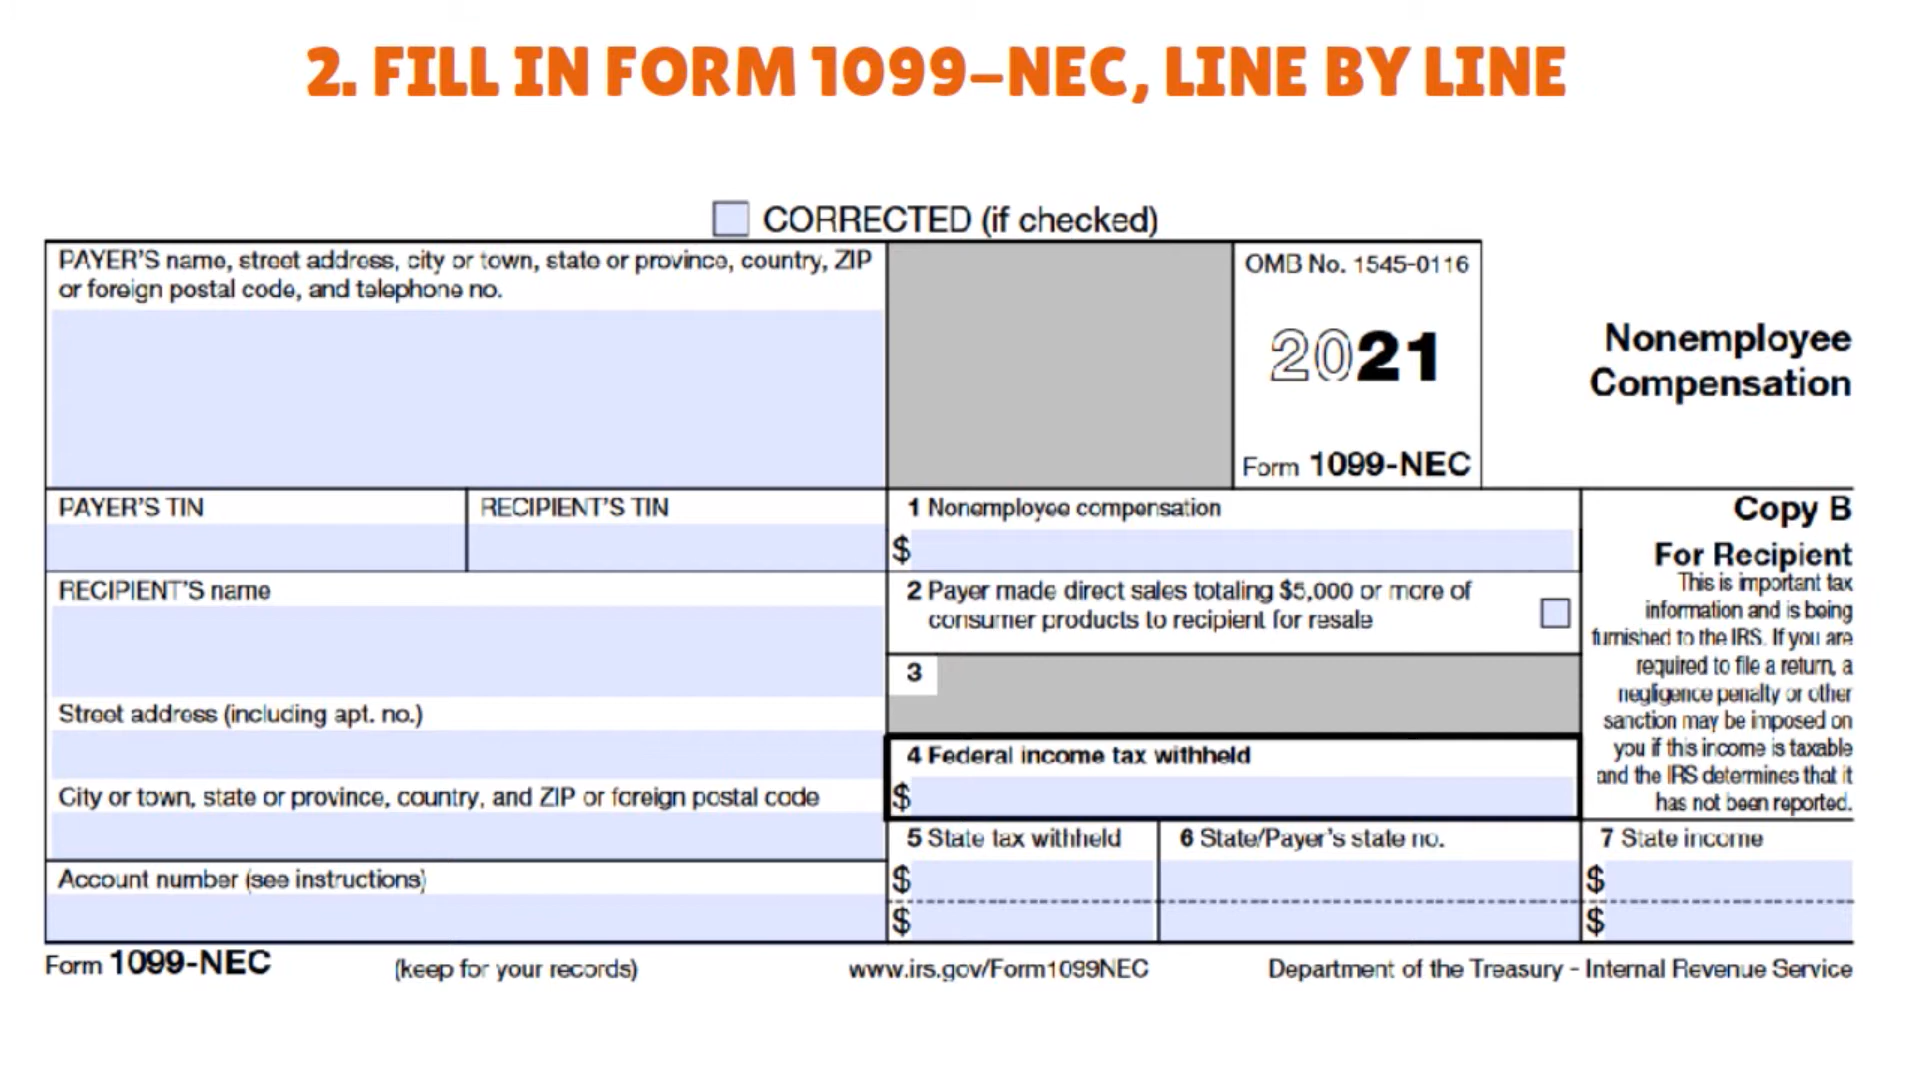 2. FILL IN FORM 1099-NEC, LINE BY LINE
CORRECTED (if checked)
PAYER'S name, street address, city or town, state or province, country, ZIP
or foreign postal code, and telephone no.
OMB No. 1545-0116
2021
Form 1099-NEC
Nonemployee
Compensation
PAYER'S TIN
RECIPIENT'S TIN
1 Nonemployee compensation
$
Copy B
For Recipient
This is important tax
information and is being
furnished to the IRS. If you are
required to file a return, a
negligence penalty or other
sanction may be imposed on
you if this income is taxable
and the IRS determines that it
has not been reported.
RECIPIENT'S name
2 Payer made direct sales totaling $5,000 or more of
consumer products to recipient for resale
3
Street address (including apt. no.)
4 Federal income tax withheld
$
City or town, state or province, country, and ZIP or foreign postal code
5 State tax withheld
$
$
6 State/Payer's state no.
7 State income
$
$
Account number (see instructions)
Form 1099-NEC
(keep for your records)
www.irs.gov/Form1099NEC
Department of the Treasury - Internal Revenue Service